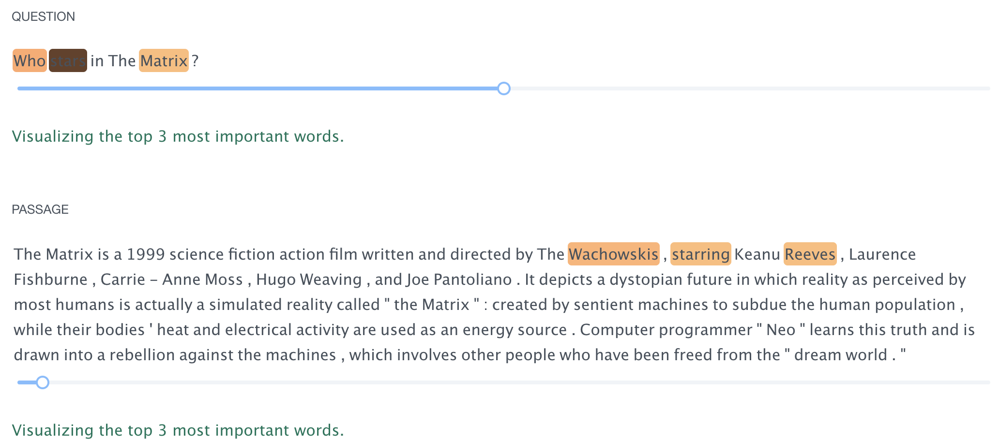 QUESTION
Who stars in The Matrix ?
Visualizing the top 3 most important words.
PASSAGE
The Matrix is a 1999 science fiction action film written and directed by The Wachowskis , starring Keanu Reeves , Laurence
Fishburne , Carrie – Anne Moss , Hugo Weaving , and Joe Pantoliano . It depicts a dystopian future in which reality as perceived by
most humans is actually a simulated reality called " the Matrix " : created by sentient machines to subdue the human population ,
while their bodies ' heat and electrical activity are used as an energy source . Computer programmer " Neo " learns this truth and is
drawn into a rebellion against the machines , which involves other people who have been freed from the " dream world . "
Visualizing the top 3 most important words.